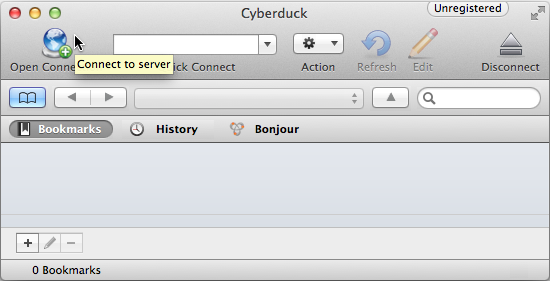 Cyberduck
Unregistered
Open Conne
Connect to server
ick Connect
Action
Refresh
Edit
Disconnect
Bookmarks
History
Bonjour
0 Bookmarks